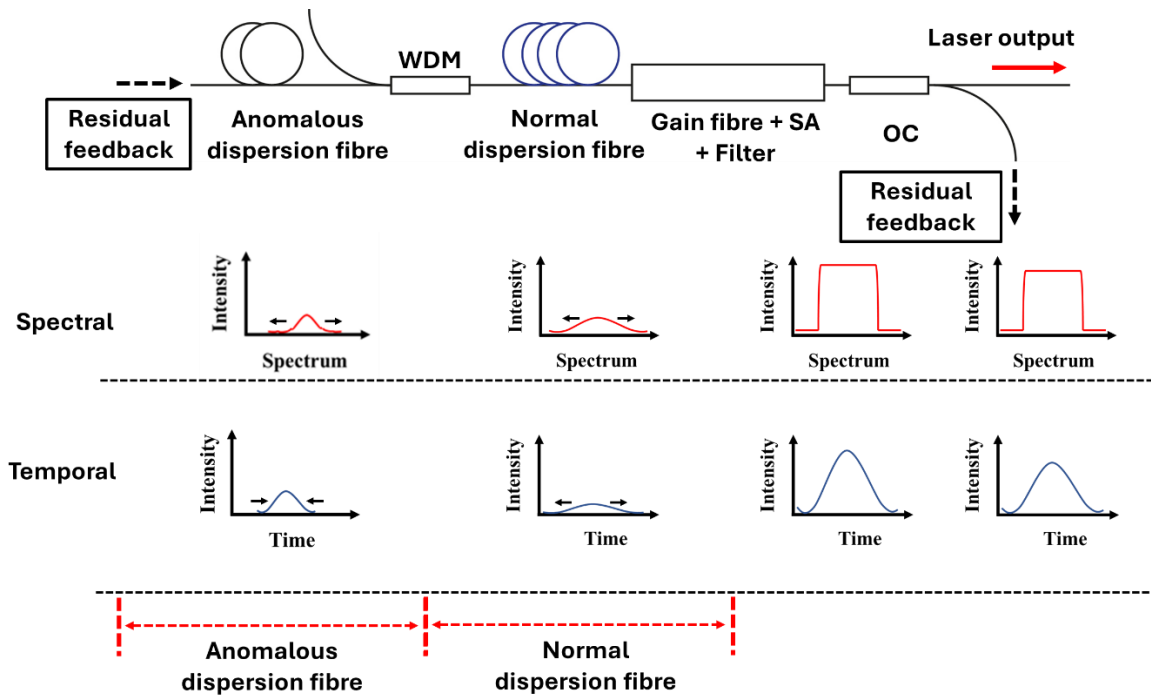 Laser output
WDM
Residual
feedback
Anomalous
dispersion fibre
Normal
dispersion fibre
Gain fibre + SA
+ Filter
OC
Residual
feedback
Spectral
Intensity
Spectrum
Intensity
Spectrum
Intensity
Spectrum
Intensity
Spectrum
Temporal
Intensity
Time
Intensity
Time
Intensity
Time
Intensity
Time
Anomalous
dispersion fibre
Normal
dispersion fibre